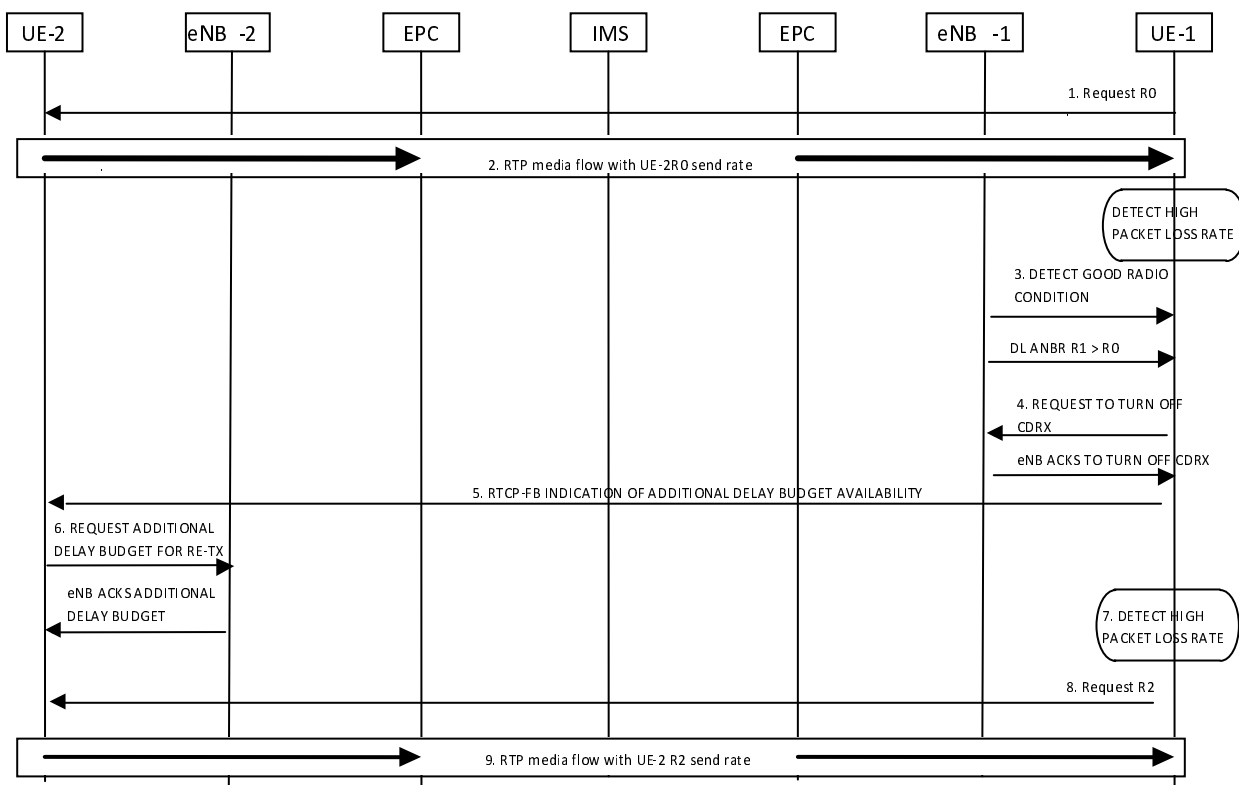 UE-2
eNB -2
EPC
IMS
EPC
eNB -1
UE-1
1. Request R0
2. RTP media flow with UE-2R0 send rate
DETECT HIGH
PACKET LOSS RATE
3. DETECT GOOD RADIO
CONDITION
DL ANBR R1 > R0
4. REQUEST TO TURN OFF
CDRX
eNB ACKS TO TURN OFF CDRX
5. RTCP-FB INDICATION OF ADDITIONAL DELAY BUDGET AVAILABILITY
6. REQUEST ADDITIONAL
DELAY BUDGET FOR RE-TX
eNB ACKS ADDITIONAL
DELAY BUDGET
7. DETECT HIGH
PACKET LOSS RATE
8. Request R2
9. RTP media flow with UE-2 R2 send rate